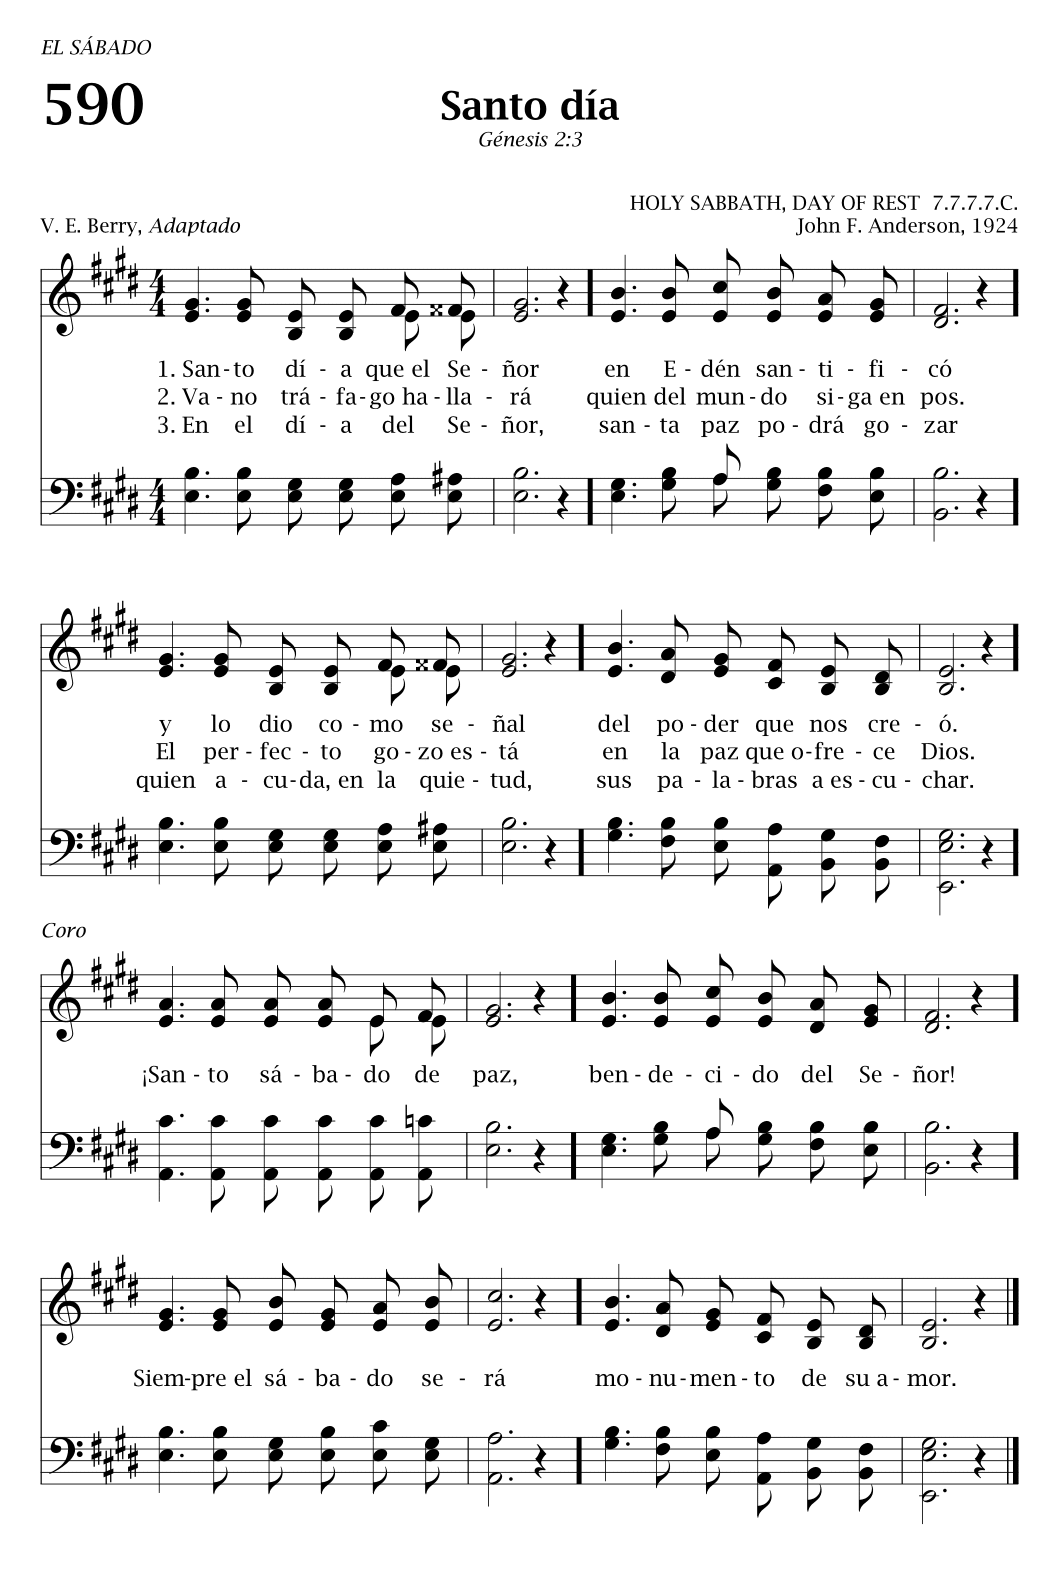 EL SÁBADO
590
Santo día
Génesis 2:3
HOLY SABBATH, DAY OF REST 7.7.7.7.C.
V. E. Berry, Adaptado
John F. Anderson, 1924
4 4
1. San - to dí - a que el Se - ñor en E - dén san - ti - fi - có
2. Va - no trá - fa - go ha - lla - rá quien del mun - do si - ga en pos.
3. En el dí - a del Se - ñor, san - ta paz po - drá go - zar
4 4
y lo dio co - mo se - ñal del po - der que nos cre - ó.
El per - fec - to go - zo es - tá en la paz que o - fre - ce Dios.
quien a - cu - da, en la quie - tud, sus pa - la - bras a es - cu - char.
Coro
¡San - to sá - ba - do de paz, ben - de - ci - do del Se - ñor!
Siem - pre el sá - ba - do se - rá mo - nu - men - to de su a - mor.